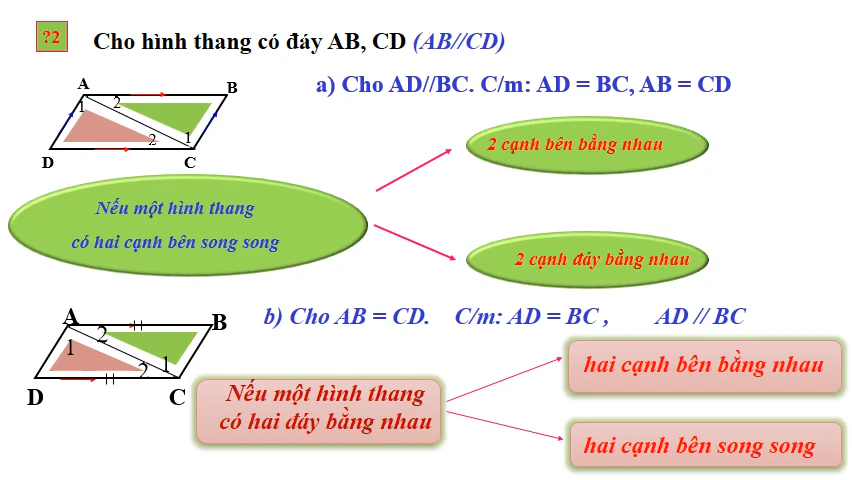 ?2
Cho hình thang có đáy AB, CD (AB//CD)
a) Cho AD//BC. C/m: AD = BC, AB = CD
A
B
1
2
2
1
D
C
2 cạnh bên bằng nhau
Nếu một hình thang
có hai cạnh bên song song
2 cạnh đáy bằng nhau
b) Cho AB = CD. C/m: AD = BC , AD // BC
A
B
2
1
1
2
D
C
Nếu một hình thang
có hai đáy bằng nhau
hai cạnh bên bằng nhau
hai cạnh bên song song